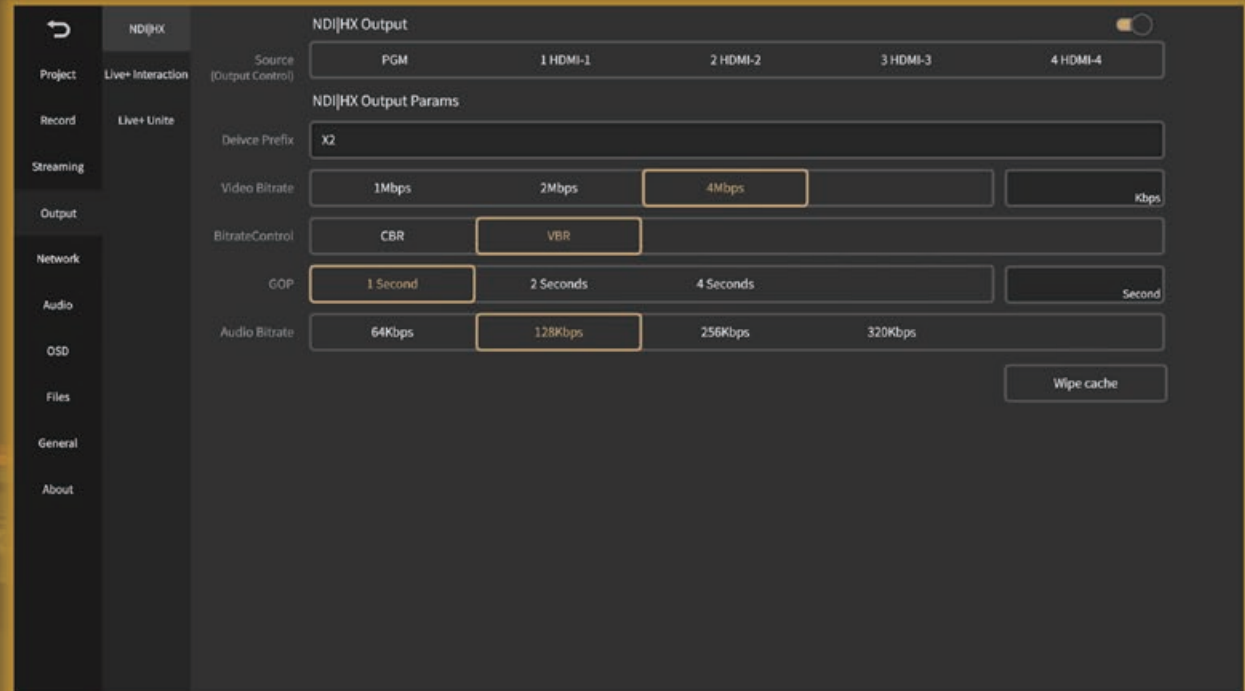 NDI|HX
NDI|HX Output
Project
Live+ Interaction
Source
(Output Control)
PGM
1 HDMI-1
2 HDMI-2
3 HDMI-3
4 HDMI-4
NDI|HX Output Params
Record
Live+ Unite
Deivce Prefix
X2
Streaming
Video Bitrate
1Mbps
2Mbps
4Mbps
Kbps
Output
BitrateControl
CBR
VBR
Network
GOP
1 Second
2 Seconds
4 Seconds
Second
Audio
Audio Bitrate
64Kbps
128Kbps
256Kbps
320Kbps
OSD
Wipe cache
Files
General
About